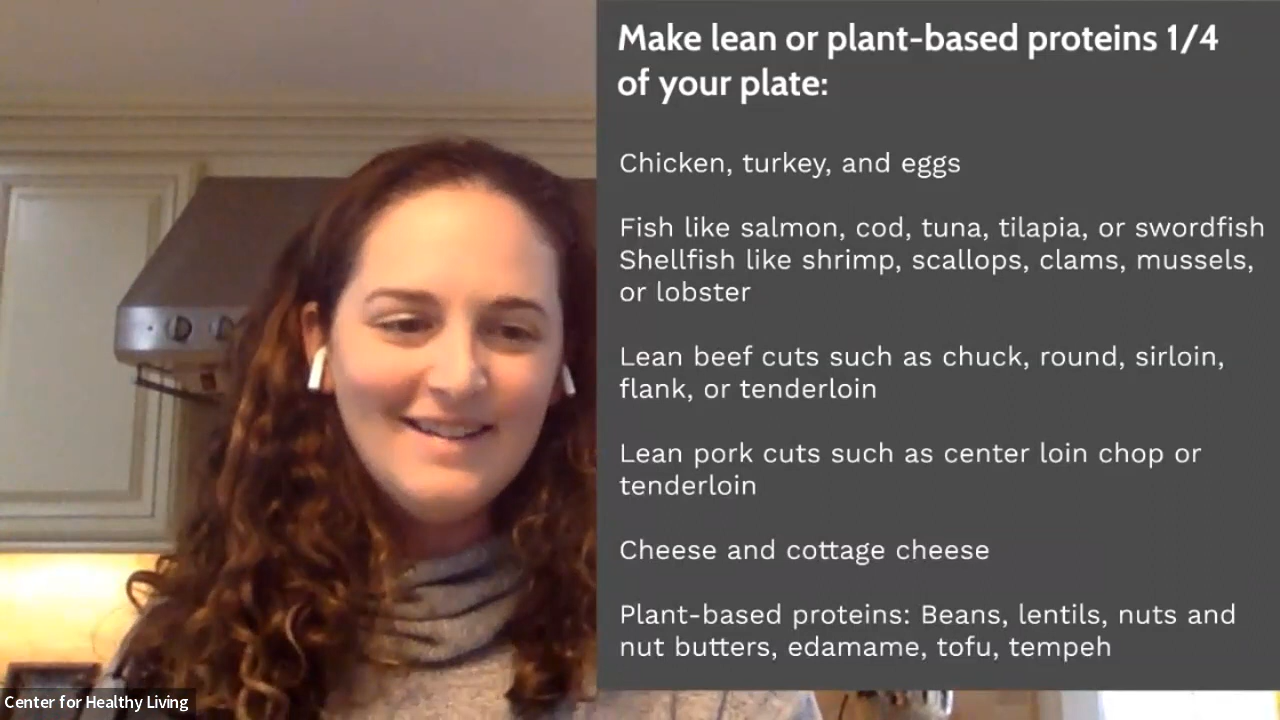 Make lean or plant-based proteins 1/4
of your plate:
Chicken, turkey, and eggs
Fish like salmon, cod, tuna, tilapia, or swordfish
Shellfish like shrimp, scallops, clams, mussels,
or lobster
Lean beef cuts such as chuck, round, sirloin,
flank, or tenderloin
Lean pork cuts such as center loin chop or
tenderloin
Cheese and cottage cheese
Plant-based proteins: Beans, lentils, nuts and
nut butters, edamame, tofu, tempeh
Center for Healthy Living